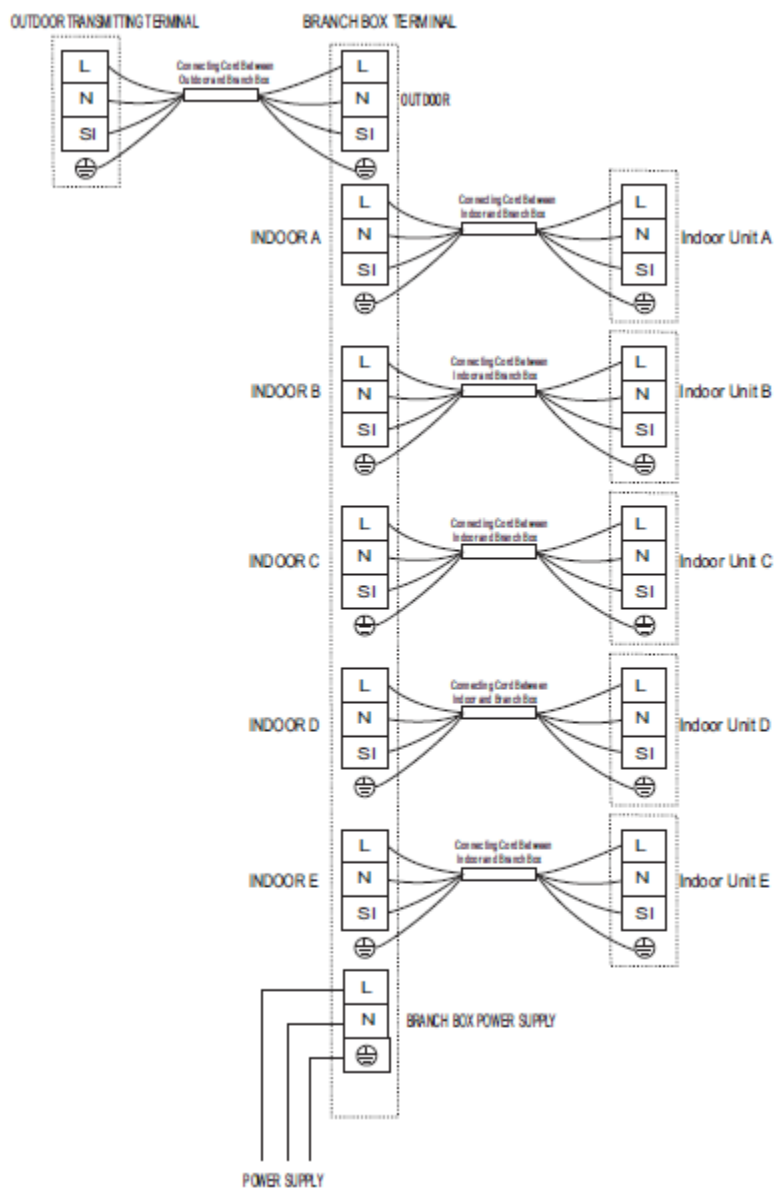 OUTDOOR TRANSMITTING TERMINAL
BRANCH BOX TERMINAL
L
N
SI
Connecting Cord Between
Outdoor and Branch Box
L
N
SI
OUTDOOR
INDOOR A
L
N
SI
Connecting Cord Between
Indoor and Branch Box
L
N
SI
Indoor Unit A
INDOOR B
L
N
SI
Connecting Cord Between
Indoor and Branch Box
L
N
SI
Indoor Unit B
INDOOR C
L
N
SI
Connecting Cord Between
Indoor and Branch Box
L
N
SI
Indoor Unit C
INDOOR D
L
N
SI
Connecting Cord Between
Indoor and Branch Box
L
N
SI
Indoor Unit D
INDOOR E
L
N
SI
Connecting Cord Between
Indoor and Branch Box
L
N
SI
Indoor Unit E
L
N
BRANCH BOX POWER SUPPLY
POWER SUPPLY